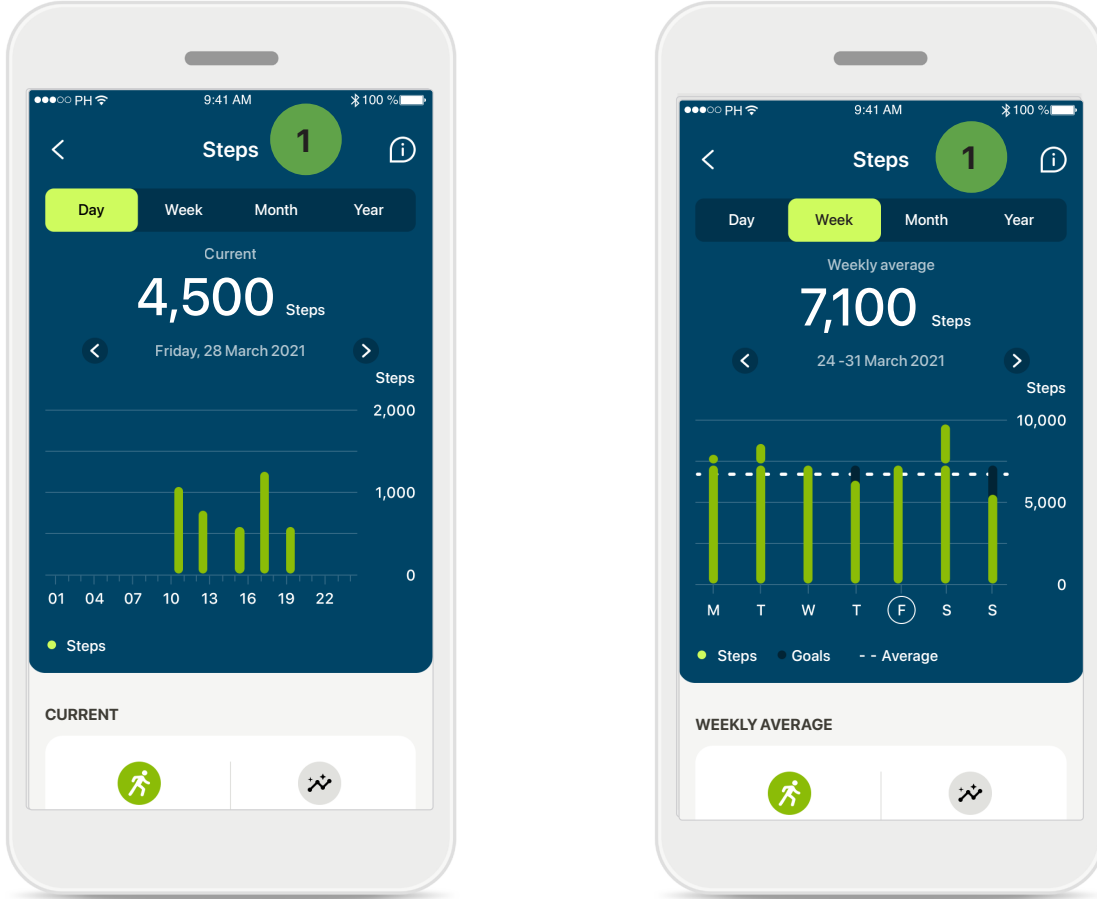 PH 9:41 AM 100 %
Steps 1
Day Week Month Year
Current
4,500 Steps
Friday, 28 March 2021
Steps
2,000
1,000
0
01 04 07 10 13 16 19 22
Steps
CURRENT
PH 9:41 AM 100 %
Steps 1
Day Week Month Year
Weekly average
7,100 Steps
24 -31 March 2021
Steps
10,000
5,000
0
M T W T F S S
Steps Goals - - Average
WEEKLY AVERAGE